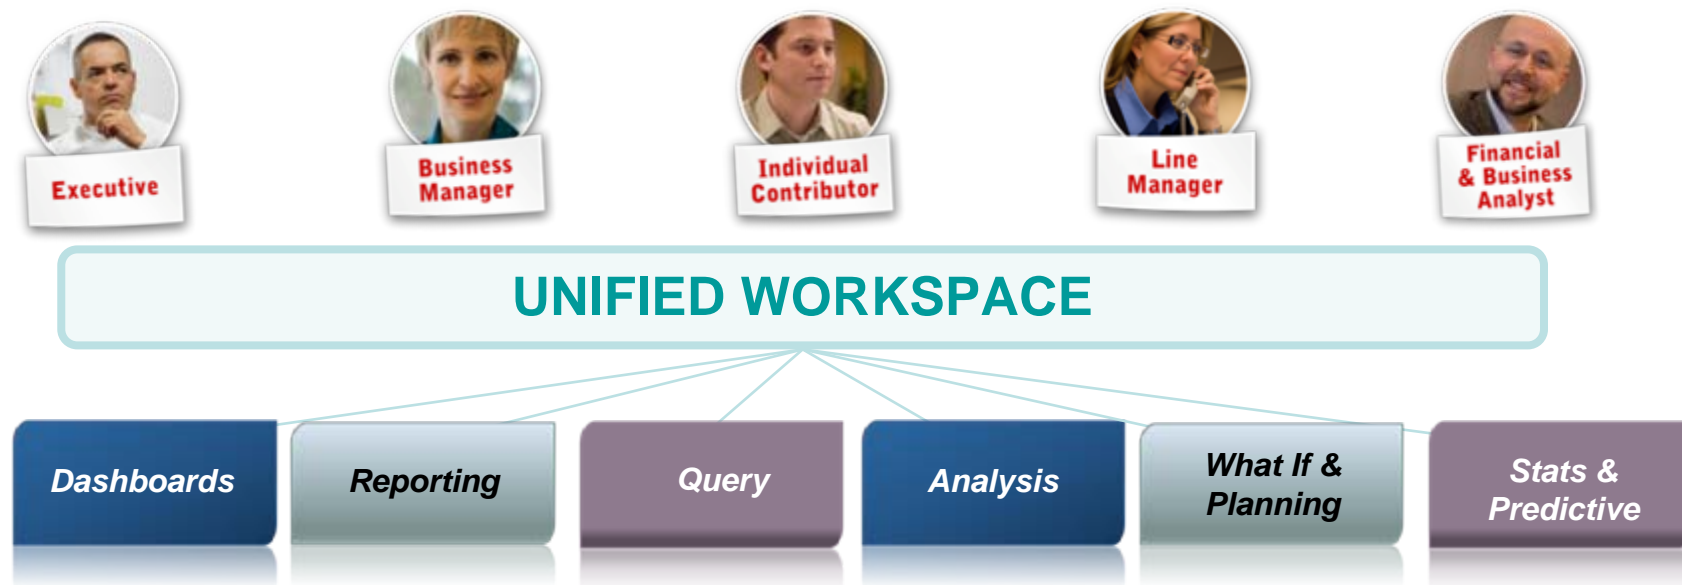 Executive
Business
Manager
Individual
Contributor
Line
Manager
Financial
& Business
Analyst
UNIFIED WORKSPACE
Dashboards
Reporting
Query
Analysis
What If &
Planning
Stats &
Predictive